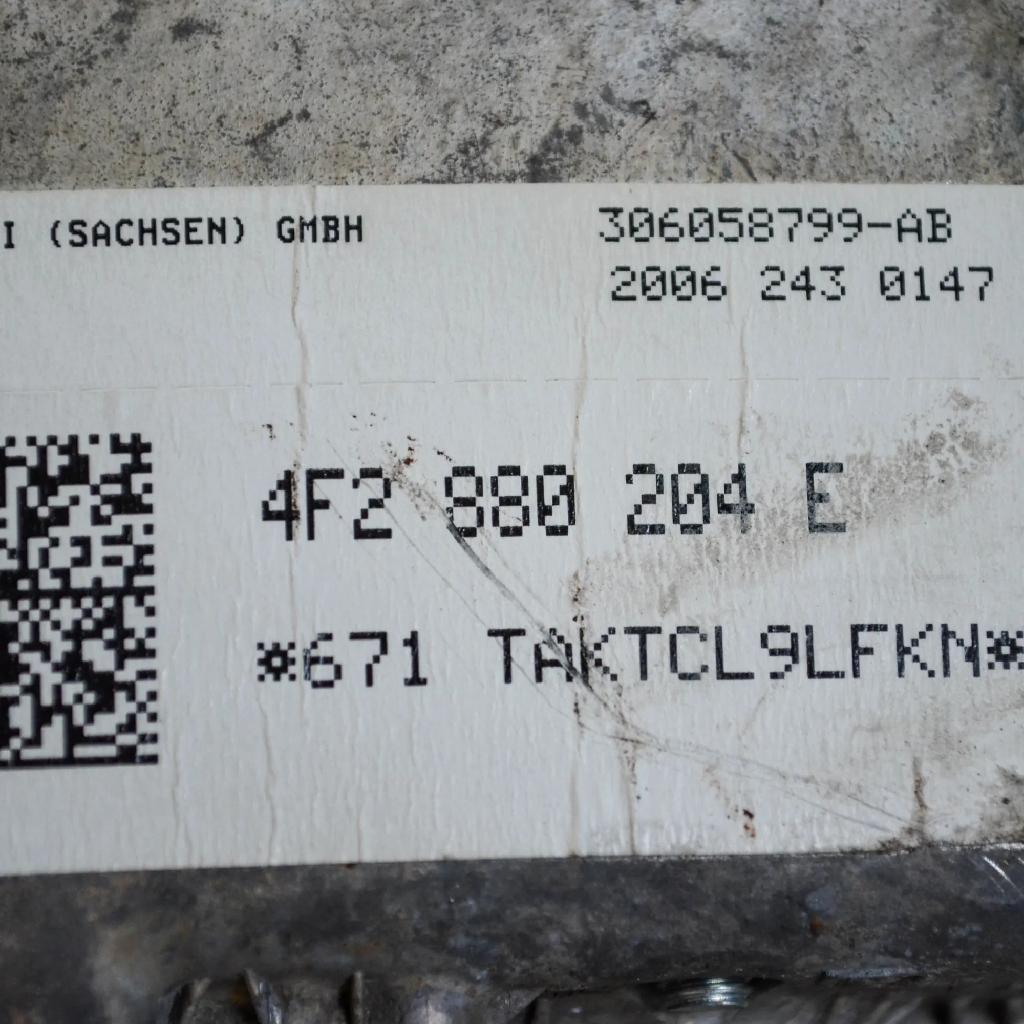 I (SACHSEN) GMBH
306058799-AB
2006 243 0147
4F2 880 204 E
*671 TAKTCL9LFKN*